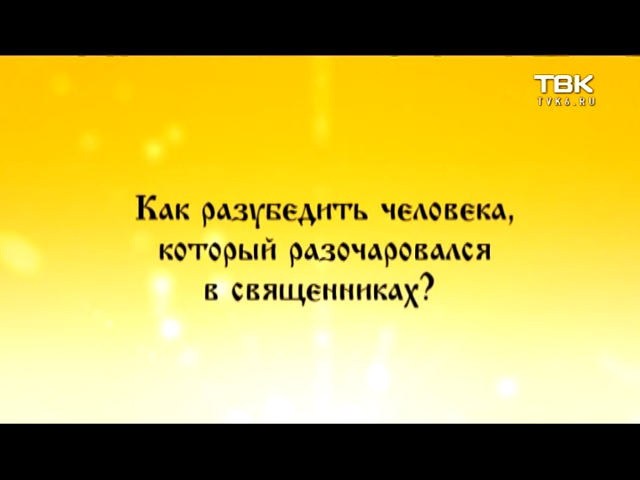 ТВК
TVK6.RU
Как разубедить человека,
который разочаровался
в священниках?